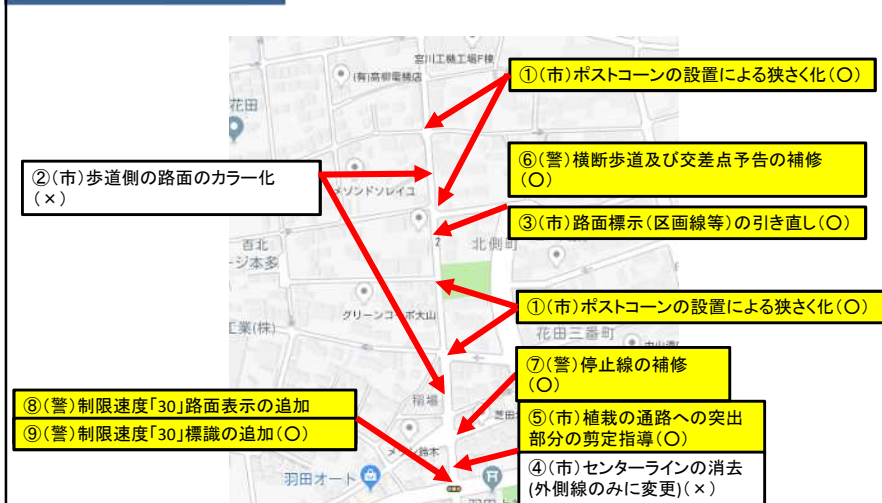 宮川工機工場F棟
(有)高柳電機店
花田
①(市)ポストコーンの設置による狭さく化(〇)
⑥(警)横断歩道及び交差点予告の補修
(〇)
②(市)歩道側の路面のカラー化
(×)
メゾンドソレイユ
③(市)路面標示(区画線等)の引き直し(〇)
2
北側町
百北
ージ本多
①(市)ポストコーンの設置による狭さく化(〇)
グリーンコーポ大山
工業(株)
花田三番町
⑦(警)停止線の補修
(〇)
稲場
⑧(警)制限速度「30」路面表示の追加
⑨(警)制限速度「30」標識の追加(〇)
⑤(市)植栽の通路への突出
部分の剪定指導(〇)
鈴木
羽田オート
④(市)センターラインの消去
(外側線のみに変更)(×)